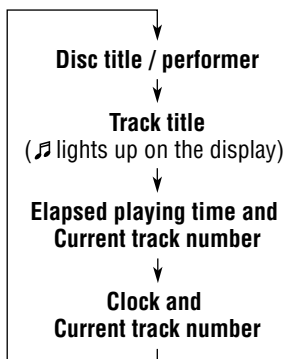 Disc title / performer
Track title
(♫ lights up on the display)
Elapsed playing time and
Current track number
Clock and
Current track number